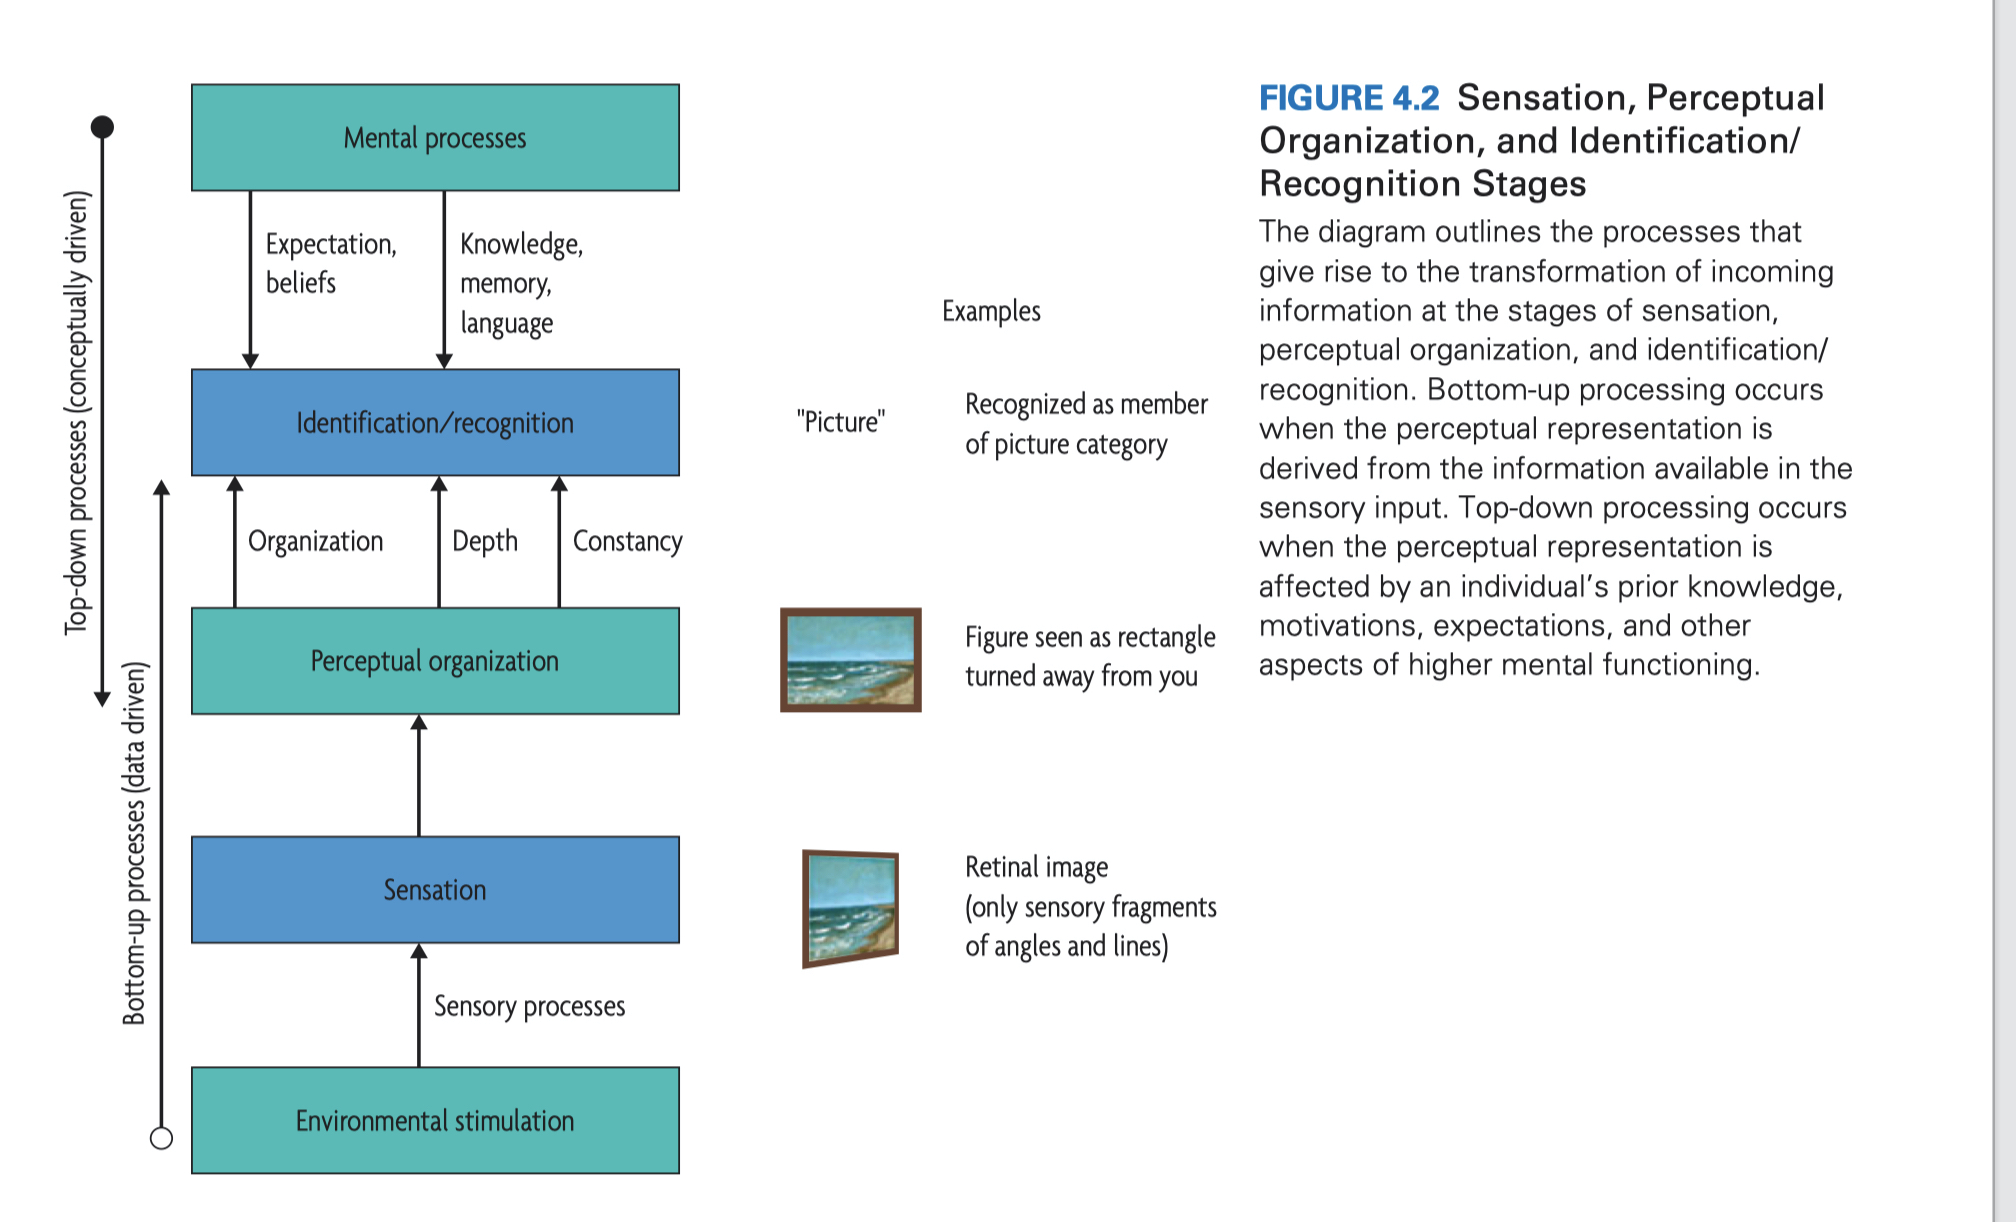 Top-down processes (conceptually driven)
Bottom-up processes (data driven)
Mental processes
Expectation,
beliefs
Knowledge,
memory,
language
Identification/recognition
Organization
Depth
Constancy
Perceptual organization
Sensation
Sensory processes
Environmental stimulation
Examples
"Picture"
Recognized as member
of picture category
Figure seen as rectangle
turned away from you
Retinal image
(only sensory fragments
of angles and lines)
FIGURE 4.2 Sensation, Perceptual
Organization, and Identification/
Recognition Stages
The diagram outlines the processes that
give rise to the transformation of incoming
information at the stages of sensation,
perceptual organization, and identification/
recognition. Bottom-up processing occurs
when the perceptual representation is
derived from the information available in the
sensory input. Top-down processing occurs
when the perceptual representation is
affected by an individual's prior knowledge,
motivations, expectations, and other
aspects of higher mental functioning.